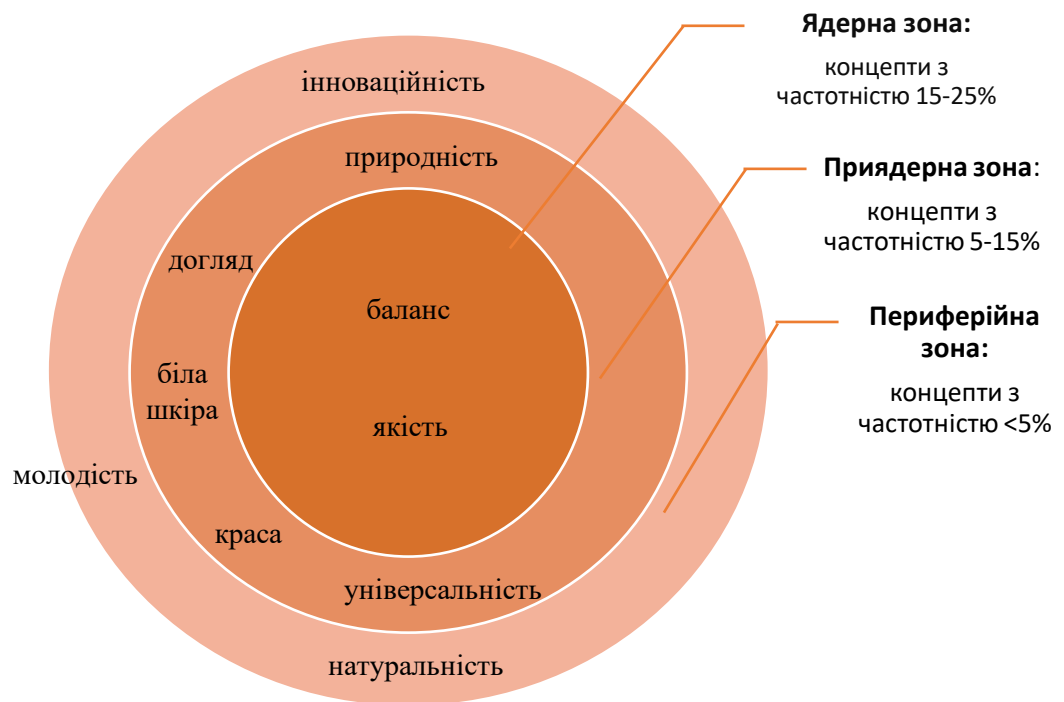 інноваційність
природність
догляд
баланс
біла
шкіра
якість
молодість
краса
універсальність
натуральність
Ядерна зона:
концепти з
частотністю 15-25%
Приядерна зона:
концепти з
частотністю 5-15%
Периферійна
зона:
концепти з
частотністю <5%